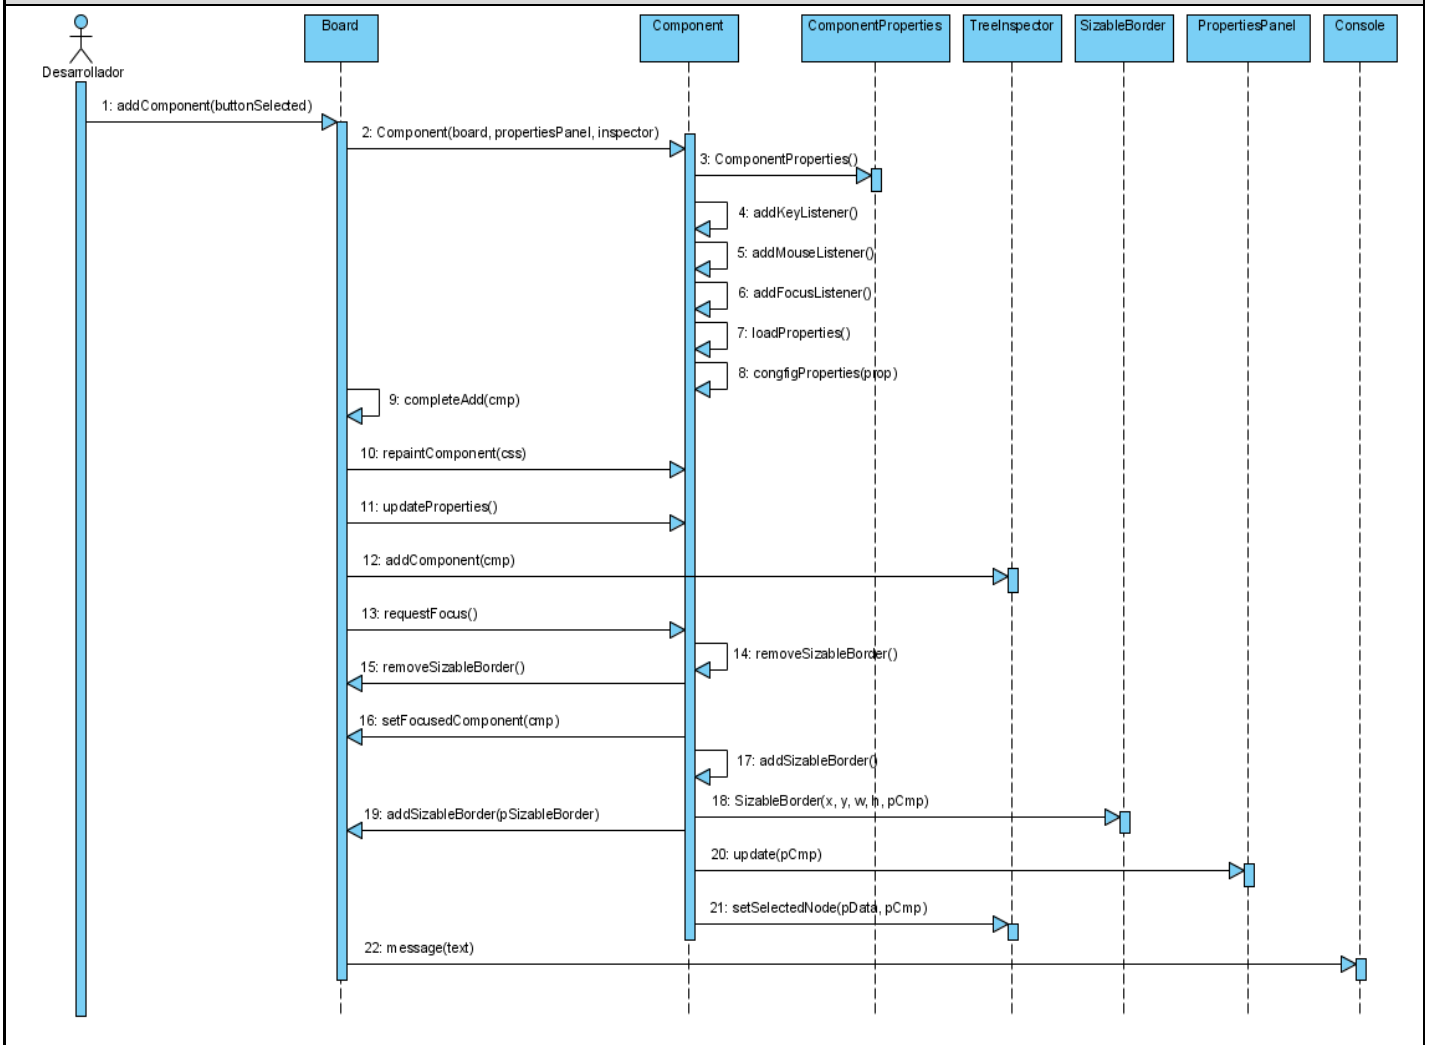 Board
Component
ComponentProperties
TreeInspector
SizableBorder
PropertiesPanel
Console
Desarrollador
1: addComponent(buttonSelected)
2: Component(board, propertiesPanel, inspector)
3: ComponentProperties()
4: addKeyListener()
5: addMouseListener()
6: addFocusListener()
7: loadProperties()
8: congfigProperties(prop)
9: completeAdd(cmp)
10: repaintComponent(css)
11: updateProperties()
12: addComponent(cmp)
13: requestFocus()
14: removeSizableBorder()
15: removeSizableBorder()
16: setFocusedComponent(cmp)
17: addSizableBorder()
18: SizableBorder(x, y, w, h, pCmp)
19: addSizableBorder(pSizableBorder)
20: update(pCmp)
21: setSelectedNode(pData, pCmp)
22: message(text)